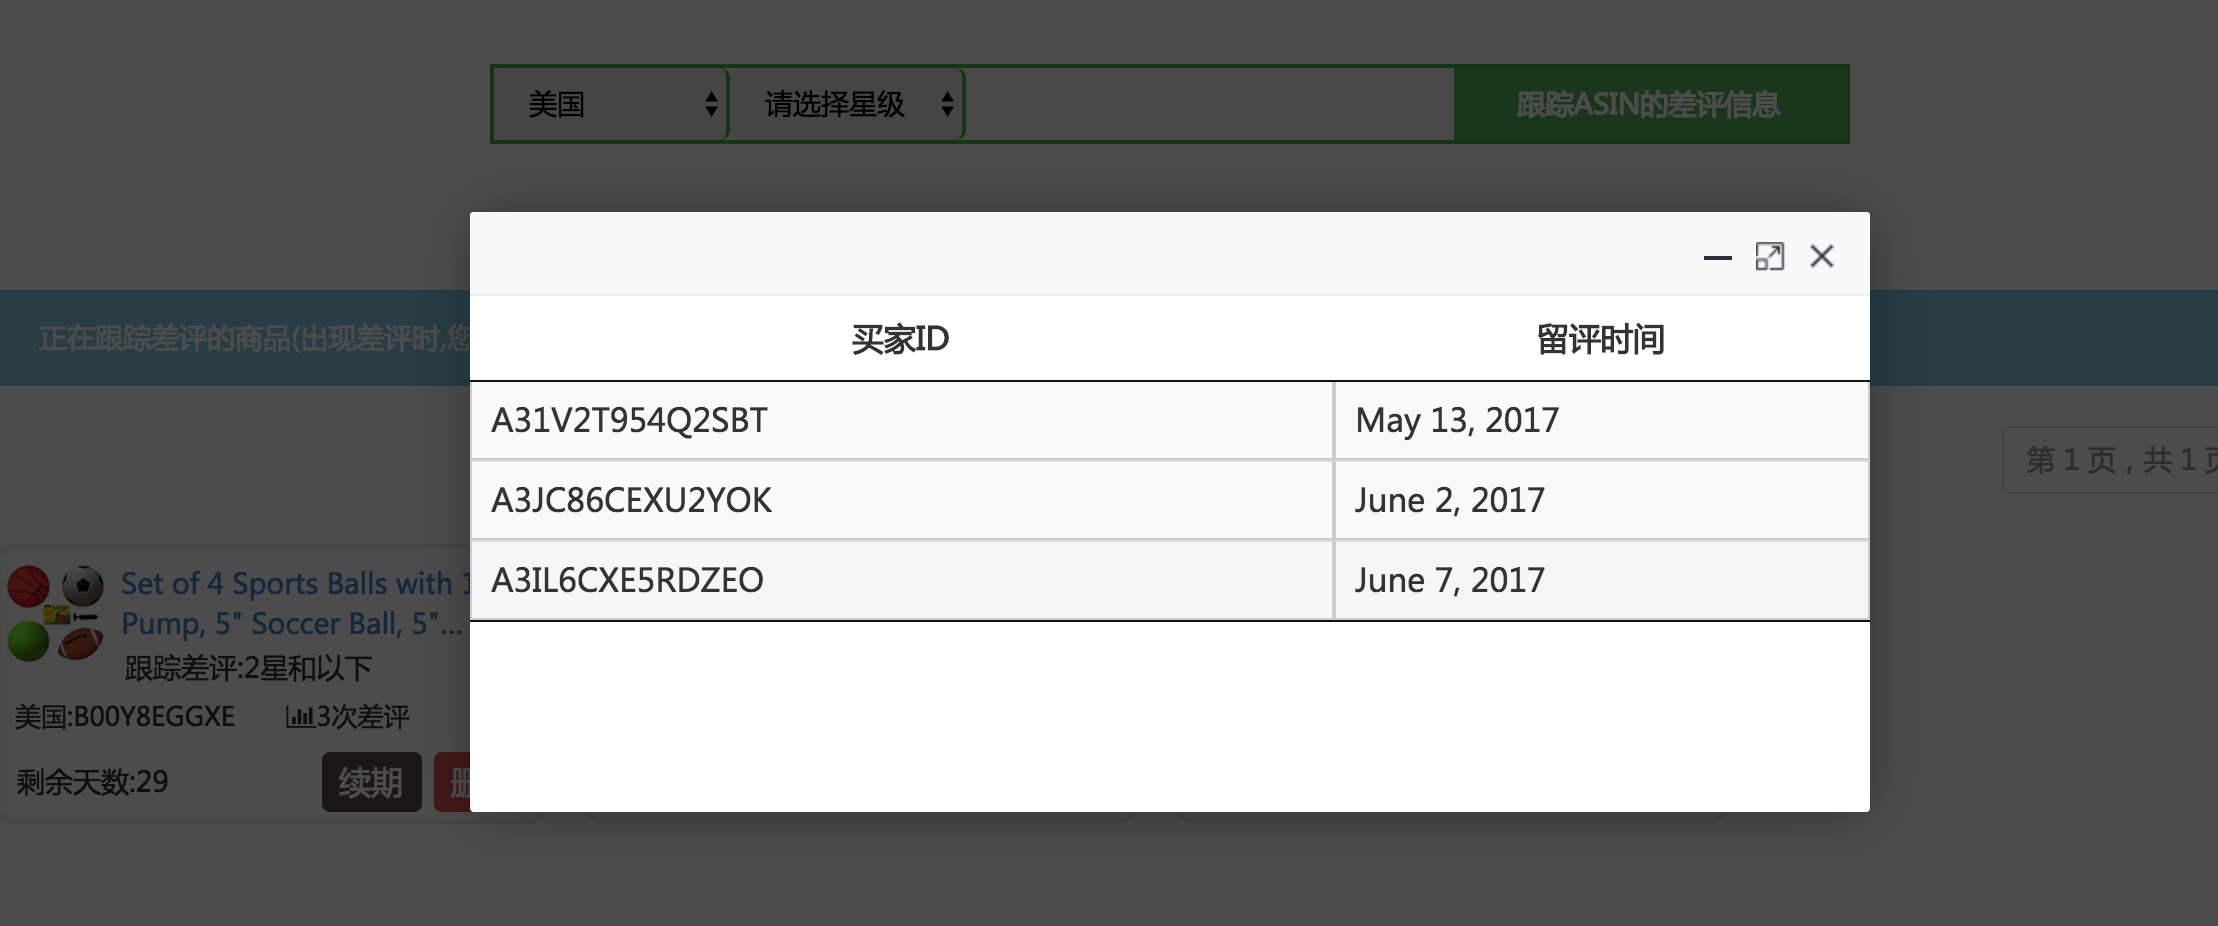 美国
请选择星级
跟踪ASIN的差评信息
正在跟踪差评的商品(出现差评时,您
买家ID
留评时间
A31V2T954Q2SBT
May 13, 2017
A3JC86CEXU2YOK
June 2, 2017
A3IL6CXE5RDZEO
June 7, 2017
第 1 页 , 共 1 页
Set of 4 Sports Balls with 1
Pump, 5" Soccer Ball, 5"...
跟踪差评:2星和以下
美国:B00Y8EGGXE
3次差评
剩余天数:29
续期